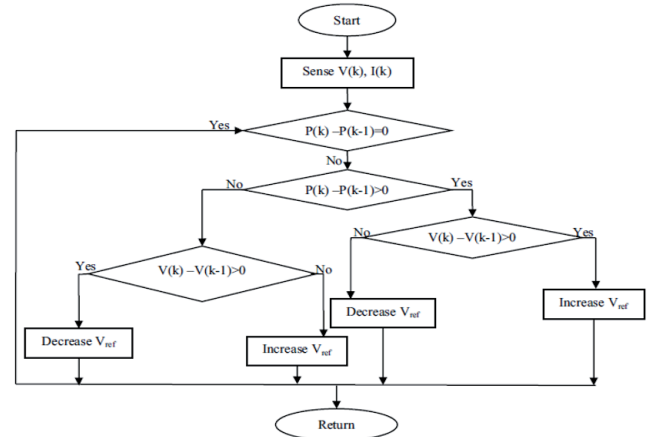 Start
Sense V(k), I(k)
Yes
P(k) –P(k-1)=0
No
No
P(k) –P(k-1)>0
Yes
No
V(k) –V(k-1)>0
Yes
Yes
V(k) –V(k-1)>0
No
Decrease Vref
Increase Vref
Decrease Vref
Increase Vref
Return